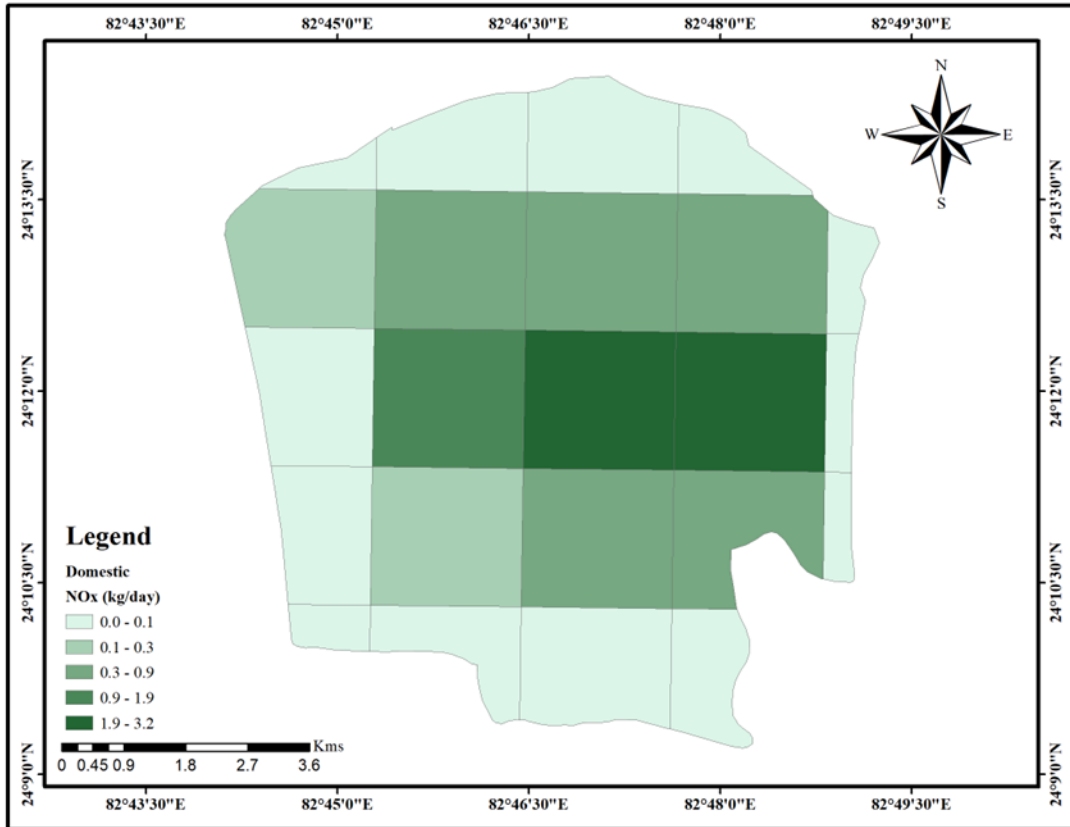 82°43'30"E 82°45'0"E 82°46'30"E 82°48'0"E 82°49'30"E
N
W E
S
24°13'30"N 24°13'30"N
24°12'0"N 24°12'0"N
24°10'30"N 24°10'30"N
24°9'0"N 24°9'0"N
Legend
Domestic
NOx (kg/day)
0.0 - 0.1
0.1 - 0.3
0.3 - 0.9
0.9 - 1.9
1.9 - 3.2
Kms
0 0.45 0.9 1.8 2.7 3.6
82°43'30"E 82°45'0"E 82°46'30"E 82°48'0"E 82°49'30"E